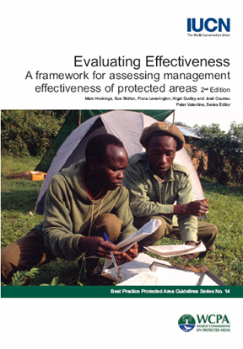 IUCN
The World Conservation Union
Evaluating Effectiveness
A framework for assessing management
effectiveness of protected areas 2nd Edition
Marc Hockings, Sue Stolton, Fiona Leverington, Nigel Dudley and José Courrau
Peter Valentine, Series Editor
Best Practice Protected Area Guidelines Series No. 14
WCPA
WORLD COMMISSION
ON PROTECTED AREAS